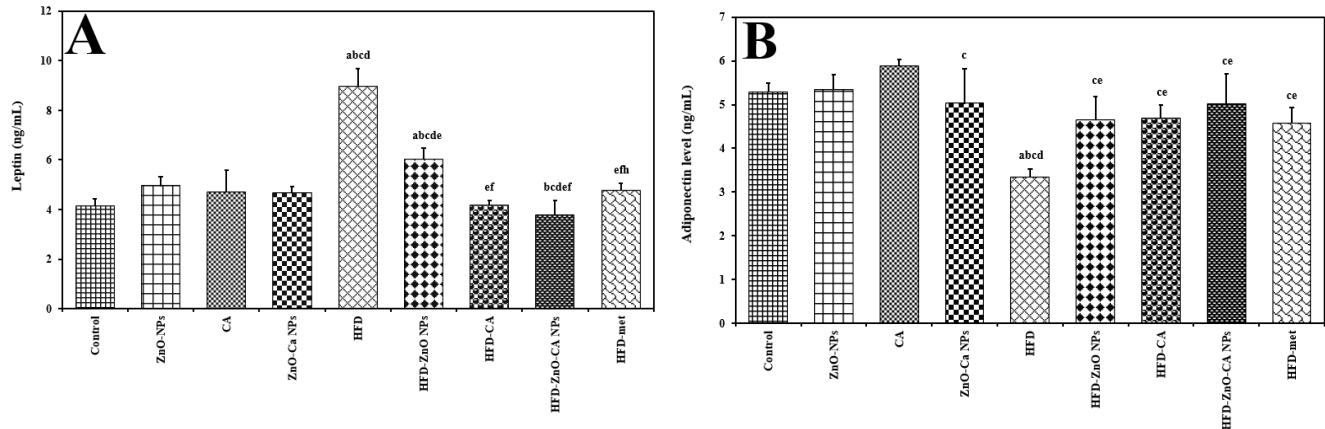 A
Leptin (ng/mL)
12
10
8
6
4
2
0
abcd
abcde
ef
bcdef
efh
Control
ZnO-NPs
CA
ZnO-Ca NPs
HFD
HFD-ZnO NPs
HFD-CA
HFD-ZnO-CA NPs
HFD-met
B
Adiponectin level (ng/mL)
7
6
5
4
3
2
1
0
c
abcd
ce
ce
ce
ce
Control
ZnO-NPs
CA
ZnO-Ca NPs
HFD
HFD-ZnO NPs
HFD-CA
HFD-ZnO-CA NPs
HFD-met